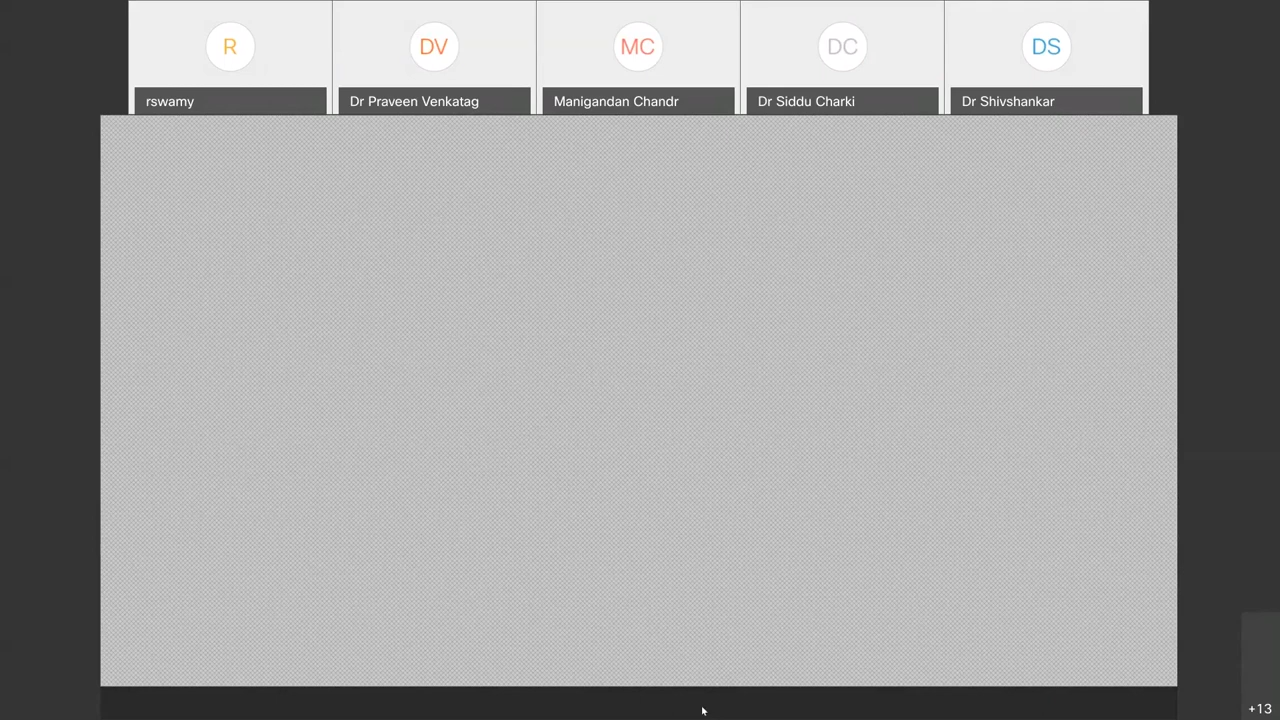 R DV MC DC DS
rswamy Dr Praveen Venkatag Manigandan Chandr Dr Siddu Charki Dr Shivshankar
+13